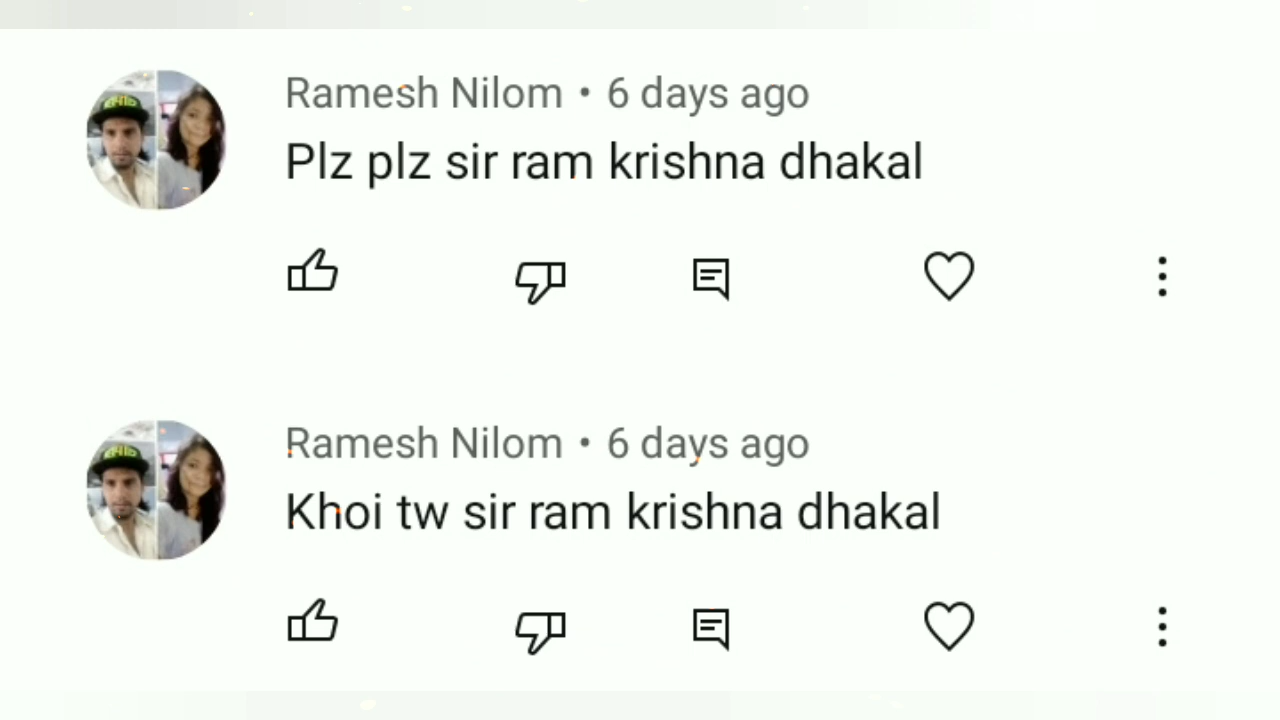 Ramesh Nilom • 6 days ago
Plz plz sir ram krishna dhakal
Ramesh Nilom • 6 days ago
Khoi tw sir ram krishna dhakal